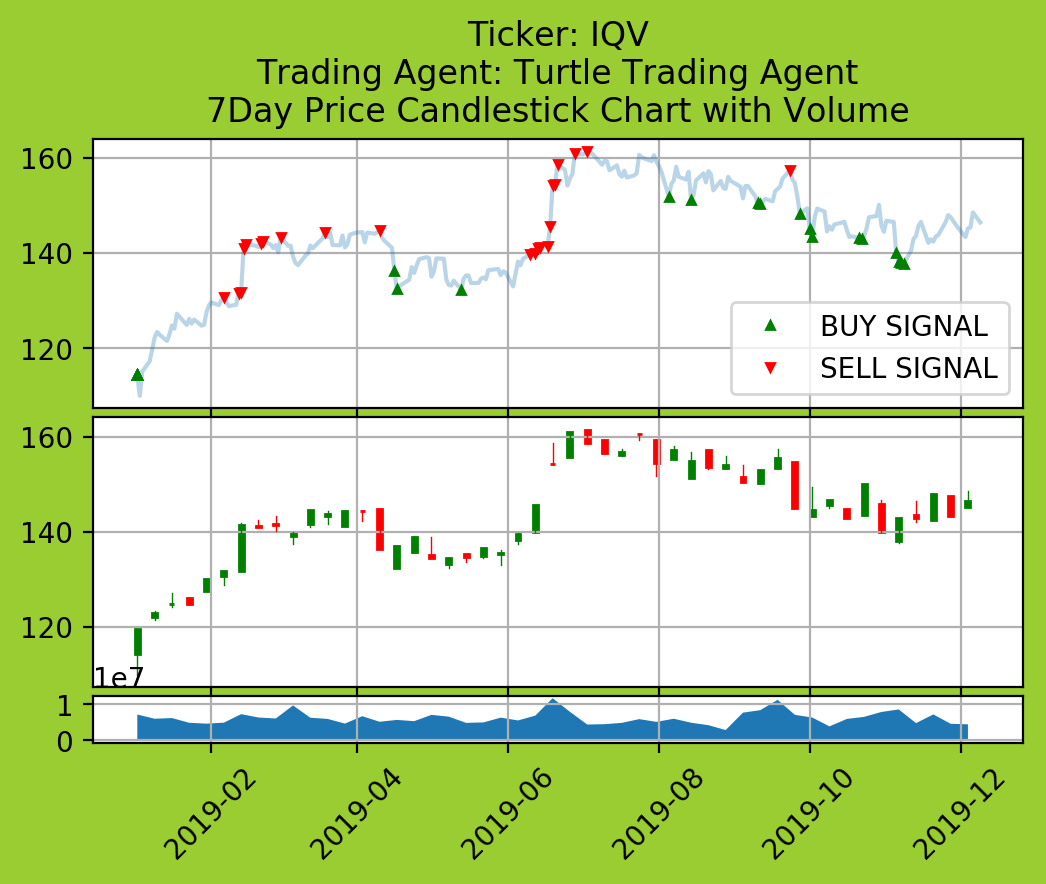 Ticker: IQV
Trading Agent: Turtle Trading Agent
7Day Price Candlestick Chart with Volume
160
140
120
BUY SIGNAL
SELL SIGNAL
160
140
120
1e7
1
0
2019-02
2019-04
2019-06
2019-08
2019-10
2019-12